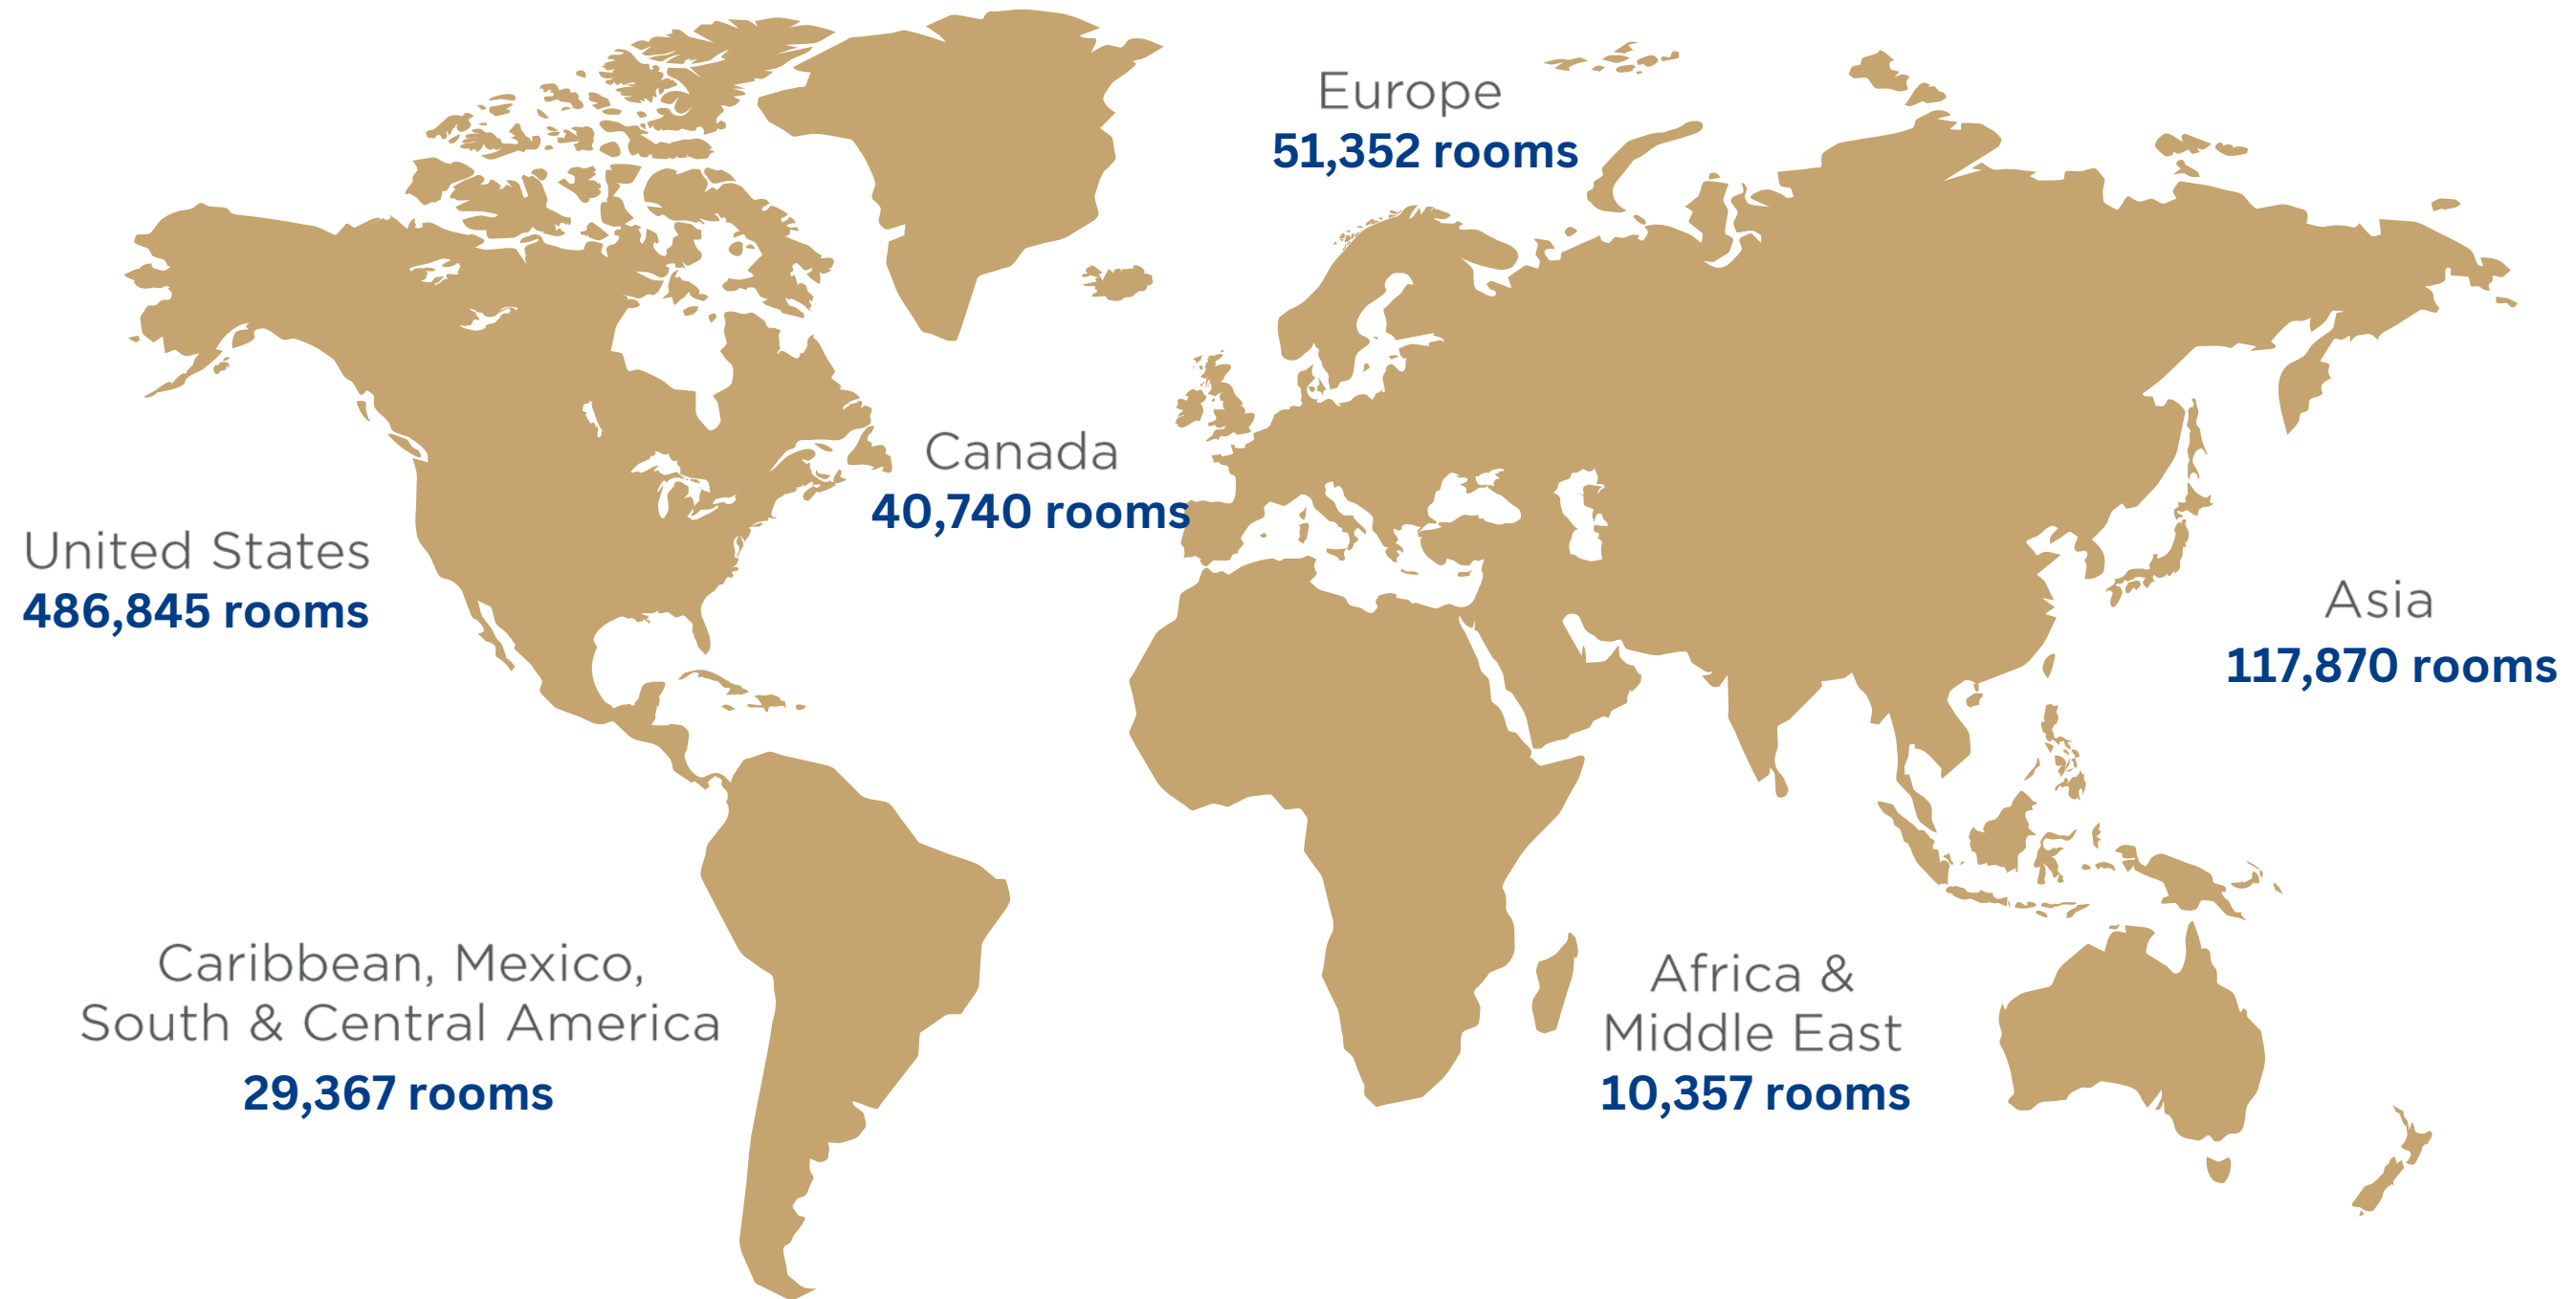 Europe
51,352 rooms
Canada
40,740 rooms
United States
486,845 rooms
Asia
117,870 rooms
Caribbean, Mexico,
South & Central America
29,367 rooms
Africa &
Middle East
10,357 rooms